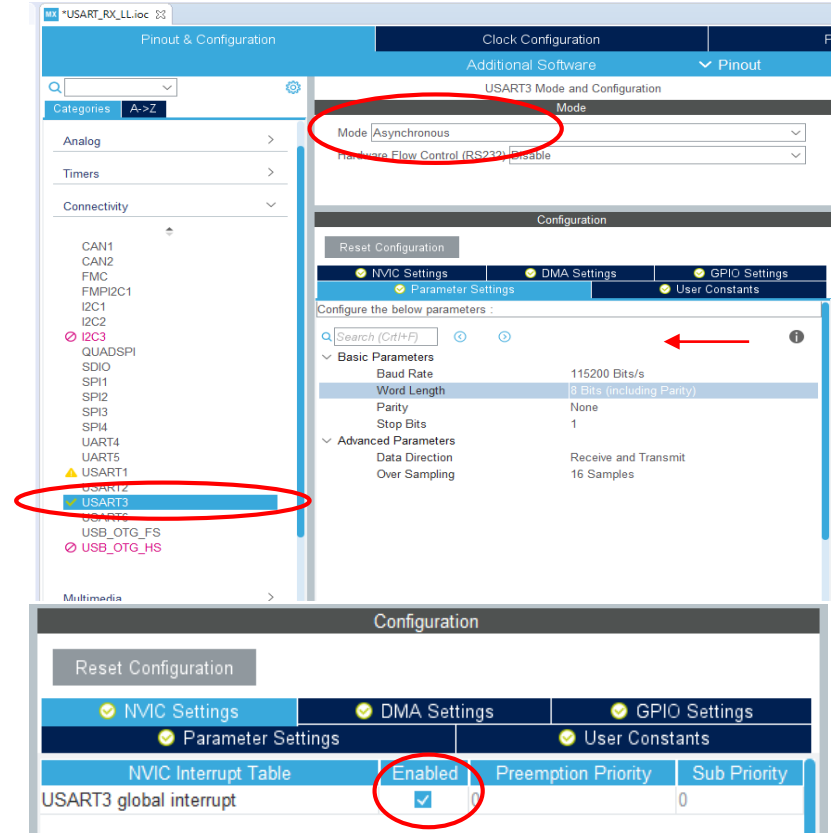 MX *USART_RX_LL.ioc
Pinout & Configuration
Clock Configuration
Additional Software
Pinout
Categories
A->Z
Analog
Timers
Connectivity
CAN1
CAN2
FMC
FMPI2C1
I2C1
I2C2
I2C3
QUADSPI
SDIO
SPI1
SPI2
SPI3
SPI4
UART4
UART5
USART1
USART2
USART3
USART6
USB_OTG_FS
USB_OTG_HS
Multimedia
USART3 Mode and Configuration
Mode
Mode Asynchronous
Hardware Flow Control (RS232) Disable
Configuration
Reset Configuration
NVIC Settings
DMA Settings
GPIO Settings
Parameter Settings
User Constants
Configure the below parameters :
Search (Crtl+F)
Basic Parameters
Baud Rate 115200 Bits/s
Word Length 8 Bits (including Parity)
Parity None
Stop Bits 1
Advanced Parameters
Data Direction Receive and Transmit
Over Sampling 16 Samples
Configuration
Reset Configuration
NVIC Settings
DMA Settings
GPIO Settings
Parameter Settings
User Constants
NVIC Interrupt Table Enabled Preemption Priority Sub Priority
USART3 global interrupt 0 0